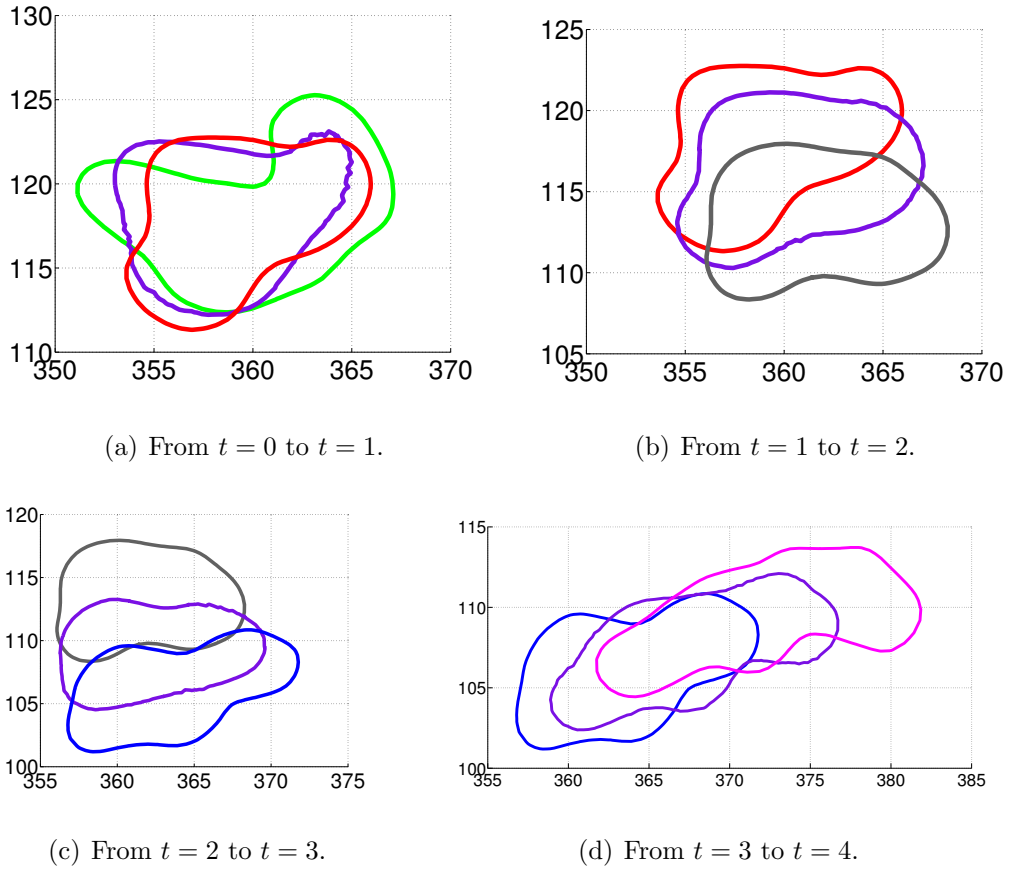 130
125
120
115
110
350 355 360 365 370
125
120
115
110
105
350 355 360 365 370
(a) From t = 0 to t = 1.
(b) From t = 1 to t = 2.
120
115
110
105
100
355 360 365 370 375
115
110
105
100
355 360 365 370 375 380 385
(c) From t = 2 to t = 3.
(d) From t = 3 to t = 4.